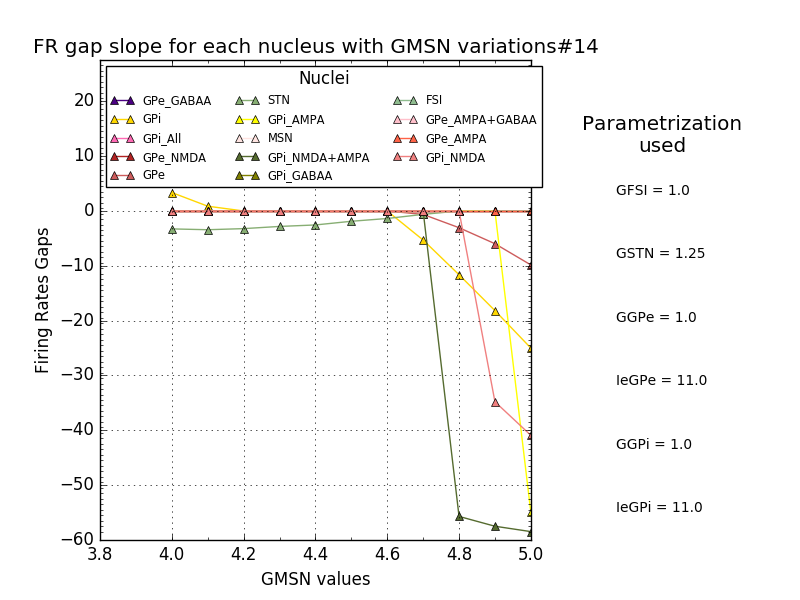 FR gap slope for each nucleus with GMSN variations#14
Nuclei
GPe_GABAA STN FSI
GPi GPi_AMPA GPe_AMPA+GABAA
GPi_All MSN GPe_AMPA
GPe_NMDA GPi_NMDA+AMPA GPi_NMDA
GPe GPi_GABAA
20
10
0
−10
−20
−30
−40
−50
−60
Firing Rates Gaps
3.8 4.0 4.2 4.4 4.6 4.8 5.0
GMSN values
Parametrization
used
GFSI = 1.0
GSTN = 1.25
GGPe = 1.0
IeGPe = 11.0
GGPi = 1.0
IeGPi = 11.0